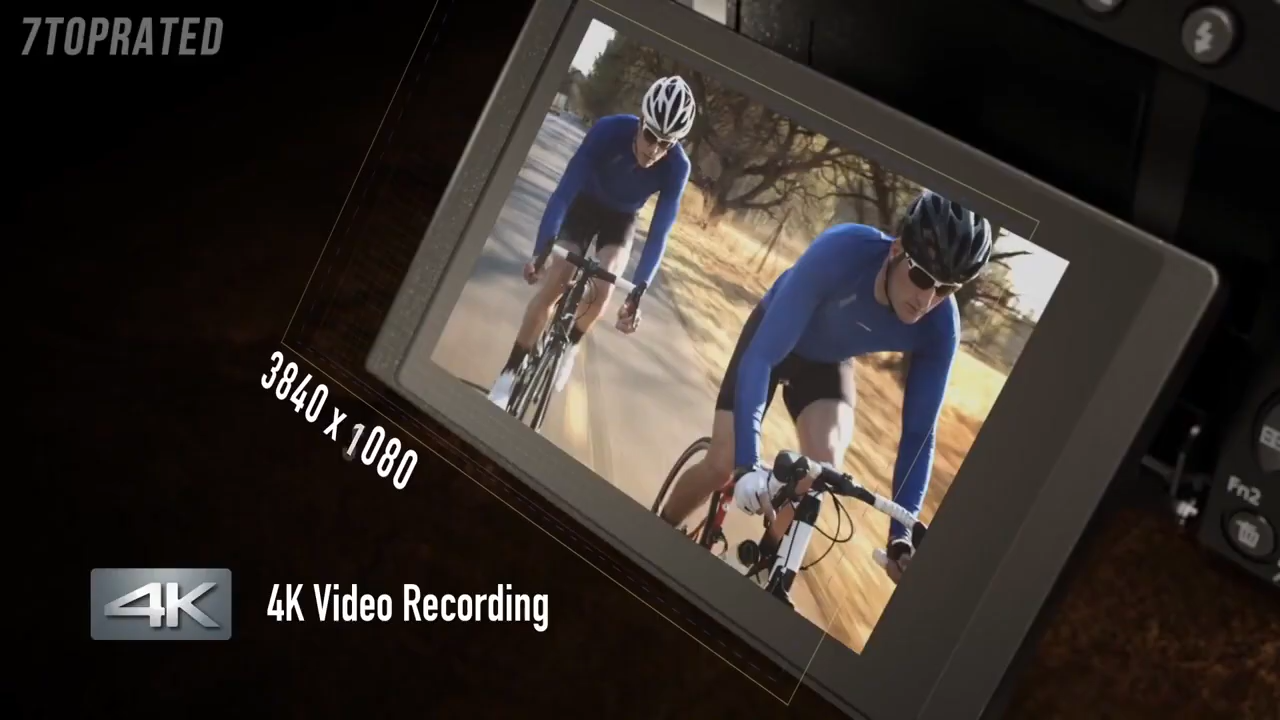 7TOPRATED
3840 x 1080
4K
4K Video Recording
Fn2